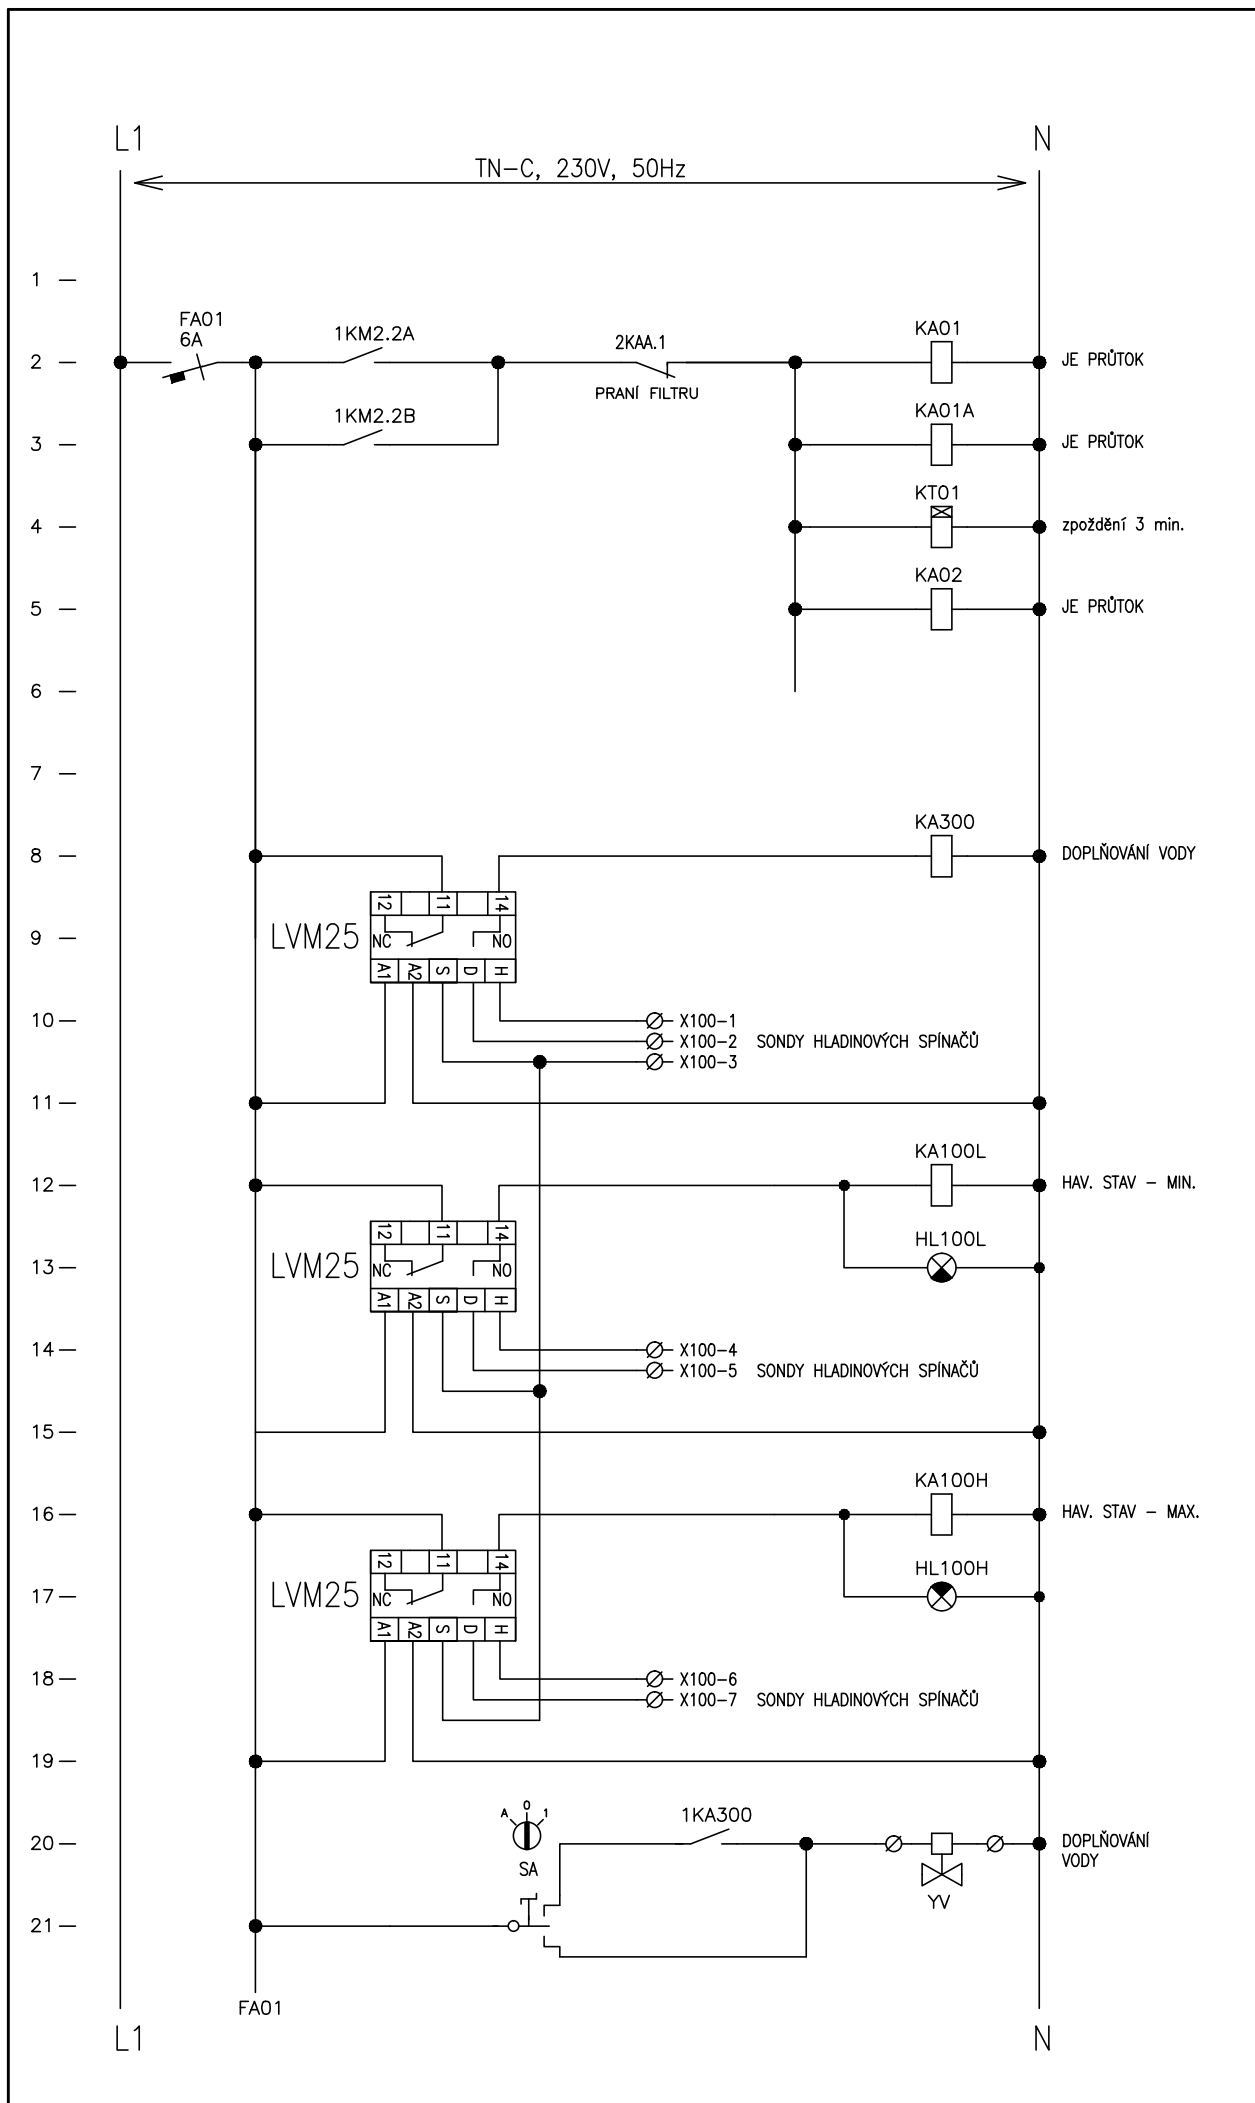 L1
N
TN-C, 230V, 50Hz
1
FA01
6A
1KM2.2A
2KAA.1
KA01
2
JE PRŮTOK
PRANÍ FILTRU
1KM2.2B
KA01A
3
JE PRŮTOK
KT01
4
zpoždění 3 min.
KA02
5
JE PRŮTOK
6
7
KA300
8
DOPLŇOVÁNÍ VODY
12 11 14
LVM25
9
NC NO
A1 A2 S D H
10
X100-1
X100-2 SONDY HLADINOVÝCH SPÍNAČŮ
X100-3
11
KA100L
12
HAV. STAV - MIN.
12 11 14
HL100L
LVM25
13
NC NO
A1 A2 S D H
14
X100-4
X100-5 SONDY HLADINOVÝCH SPÍNAČŮ
15
KA100H
16
HAV. STAV - MAX.
12 11 14
HL100H
LVM25
17
NC NO
A1 A2 S D H
18
X100-6
X100-7 SONDY HLADINOVÝCH SPÍNAČŮ
19
A 0 1
1KA300
20
DOPLŇOVÁNÍ
VODY
SA
YV
21
FA01
L1
N